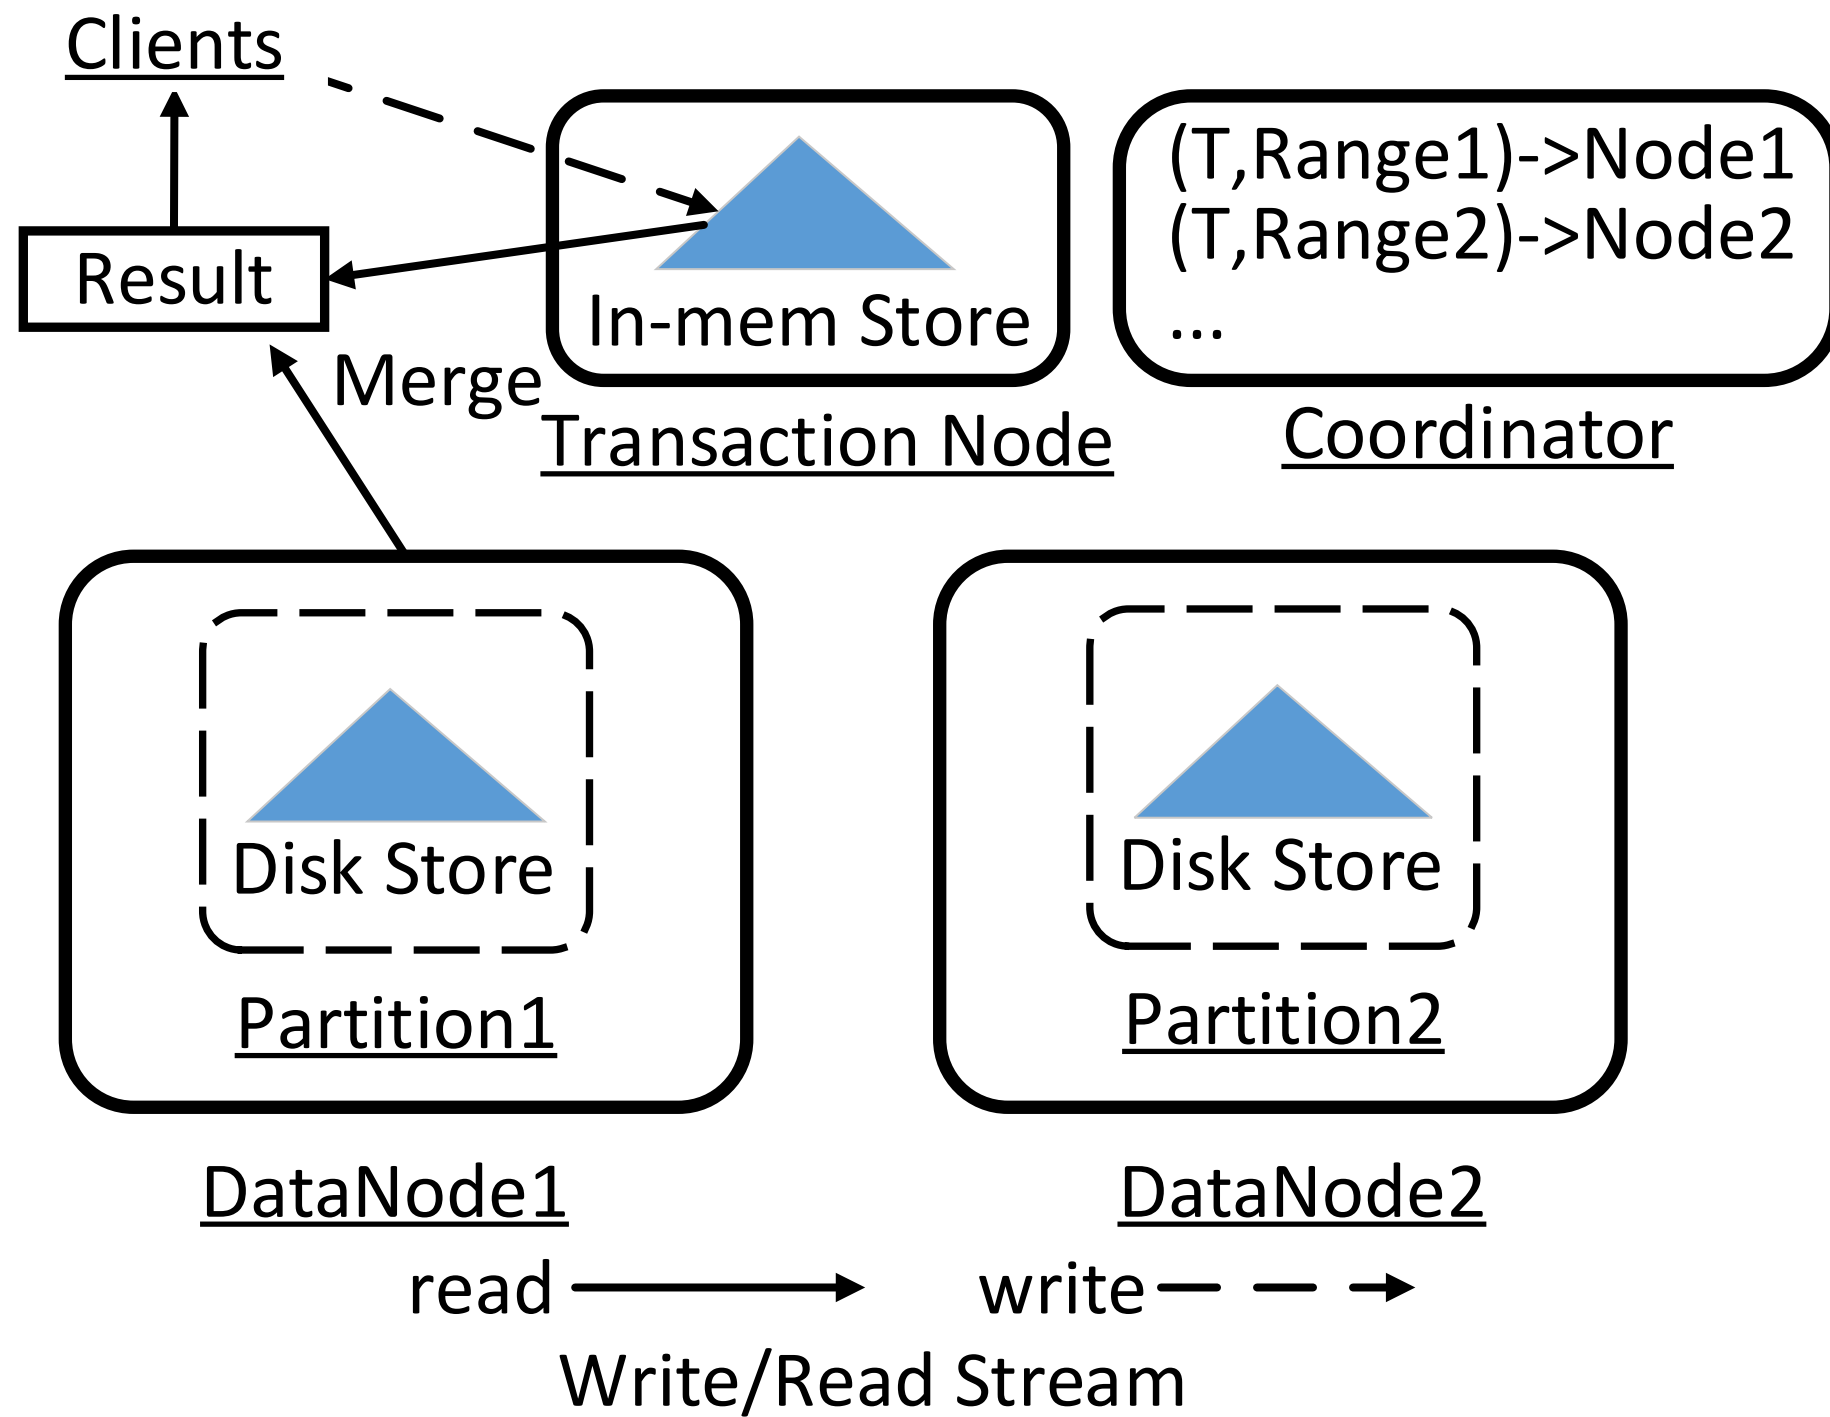 Clients
(T,Range1)->Node1
(T,Range2)->Node2
...
Result
In-mem Store
Merge
Transaction Node
Coordinator
Disk Store
Disk Store
Partition1
Partition2
DataNode1
DataNode2
read
write
Write/Read Stream